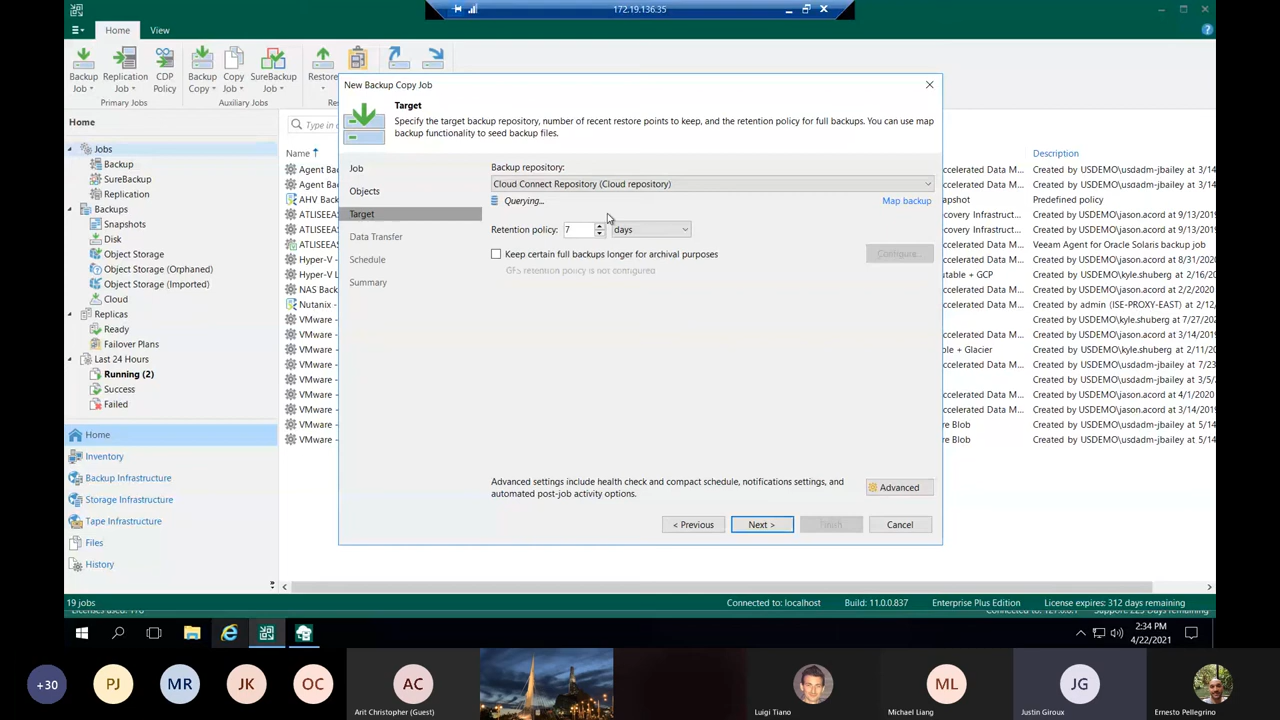 172.19.136.35
Home
View
Backup Job
Replication Job
CDP Policy
Backup Copy
Copy Job
SureBackup Job
Restore
Primary Jobs
Auxiliary Jobs
Home
Jobs
Backup
SureBackup
Replication
Backups
Snapshots
Disk
Object Storage
Object Storage (Orphaned)
Object Storage (Imported)
Cloud
Replicas
Ready
Failover Plans
Last 24 Hours
Running (2)
Success
Failed
Home
Inventory
Backup Infrastructure
Storage Infrastructure
Tape Infrastructure
Files
History
Name
Agent Bac
Agent Bac
AHV Back
ATLISEEAS
ATLISEEAS
ATLISEEAS
Hyper-V
Hyper-V
NAS Back
Nutanix
VMware -
VMware -
VMware -
VMware -
VMware -
VMware -
VMware -
VMware -
VMware -
New Backup Copy Job
Target
Specify the target backup repository, number of recent restore points to keep, and the retention policy for full backups. You can use map
backup functionality to seed backup files.
Job
Objects
Target
Data Transfer
Schedule
Summary
Backup repository:
Cloud Connect Repository (Cloud repository)
Querying...
Map backup
Retention policy: 7 days
Keep certain full backups longer for archival purposes
Configure...
GFS retention policy is not configured
Advanced settings include health check and compact schedule, notifications settings, and
automated post-job activity options.
Advanced
< Previous
Next >
Finish
Cancel
Description
ccelerated Data M... Created by USDEMO\usdadm-jbailey at 3/14
ccelerated Data M... Created by USDEMO\usdadm-jbailey at 3/14
Predefined policy
covery Infrastruct... Created by USDEMO\jason.acord at 9/13/2
covery Infrastruct... Created by USDEMO\jason.acord at 9/13/2
Veeam Agent for Oracle Solaris backup job
ccelerated Data M... Created by USDEMO\jason.acord at 8/31/20
utable + GCP Created by USDEMO\kyle.shuberg at 7/27/
ccelerated Data M... Created by USDEMO\jason.acord at 2/2/2020
ccelerated Data M... Created by admin (ISE-PROXY-EAST) at 2/12/
Created by USDEMO\kyle.shuberg at 7/27/2
ccelerated Data M... Created by USDEMO\jason.acord at 3/14/2019
ble + Glacier Created by USDEMO\kyle.shuberg at 2/11/20
ccelerated Data M... Created by USDEMO\usdadm-jbailey at 7/23
Created by USDEMO\usdadm-jbailey at 3/5/
ccelerated Data M... Created by USDEMO\jason.acord at 4/1/2020
ccelerated Data M... Created by USDEMO\jason.acord at 3/14/2019
re Blob Created by USDEMO\usdadm-jbailey at 5/14
re Blob Created by USDEMO\usdadm-jbailey at 5/14
19 jobs
Connected to: localhost
Build: 11.0.0.837
Enterprise Plus Edition
License expires: 312 days remaining
2:34 PM
4/22/2021
+30
PJ
MR
JK
OC
AC
Arit Christopher (Guest)
Luigi Tiano
ML
Michael Liang
JG
Justin Giroux
Ernesto Pellegrino